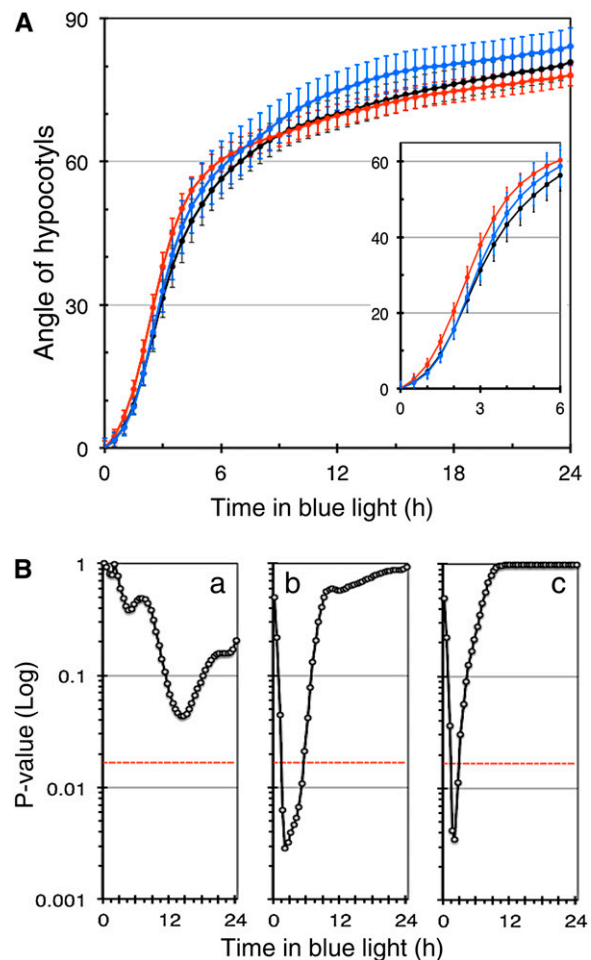 A
90
60
30
0
Angle of hypocotyls
60
40
20
0
0 3 6
0 6 12 18 24
Time in blue light (h)
B
a b c
1
0.1
0.01
0.001
P-value (Log)
0 12 24 0 12 24 0 12 24
Time in blue light (h)